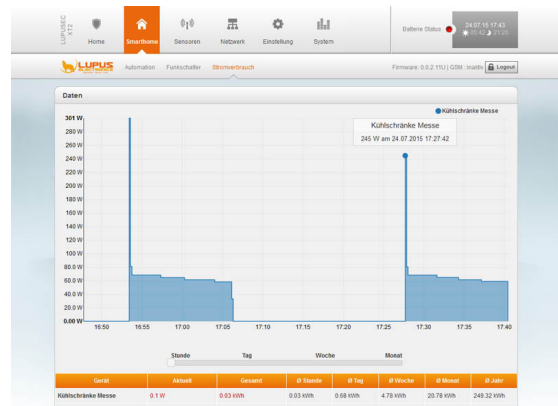 LUPUSEC
XT2
Home
Smarthome
Sensoren
Netzwerk
Einstellung
System
Batterie
Status
24.07.15 17:43
05:42 21:20
LUPUS
ELECTRONICS
Automation Funkschalter Stromverbrauch
Firmware: 0.0.2.11U | GSM : Inaktiv Logout
Daten
Kühlschränke Messe
301 W
280 W
260 W
240 W
220 W
200 W
180 W
160 W
140 W
120 W
100 W
80.0 W
60.0 W
40.0 W
20.0 W
0.00 W
Kühlschränke Messe
245 W am 24.07.2015 17:27:42
16:50 16:55 17:00 17:05 17:10 17:15 17:20 17:25 17:30 17:35 17:40
Stunde Tag Woche Monat
Gerät Aktuell Gesamt Ø Stunde Ø Tag Ø Woche Ø Monat Ø Jahr
Kühlschränke Messe 0.1 W 0.03 kWh 0.03 kWh 0.68 kWh 4.78 kWh 20.78 kWh 249.32 kWh